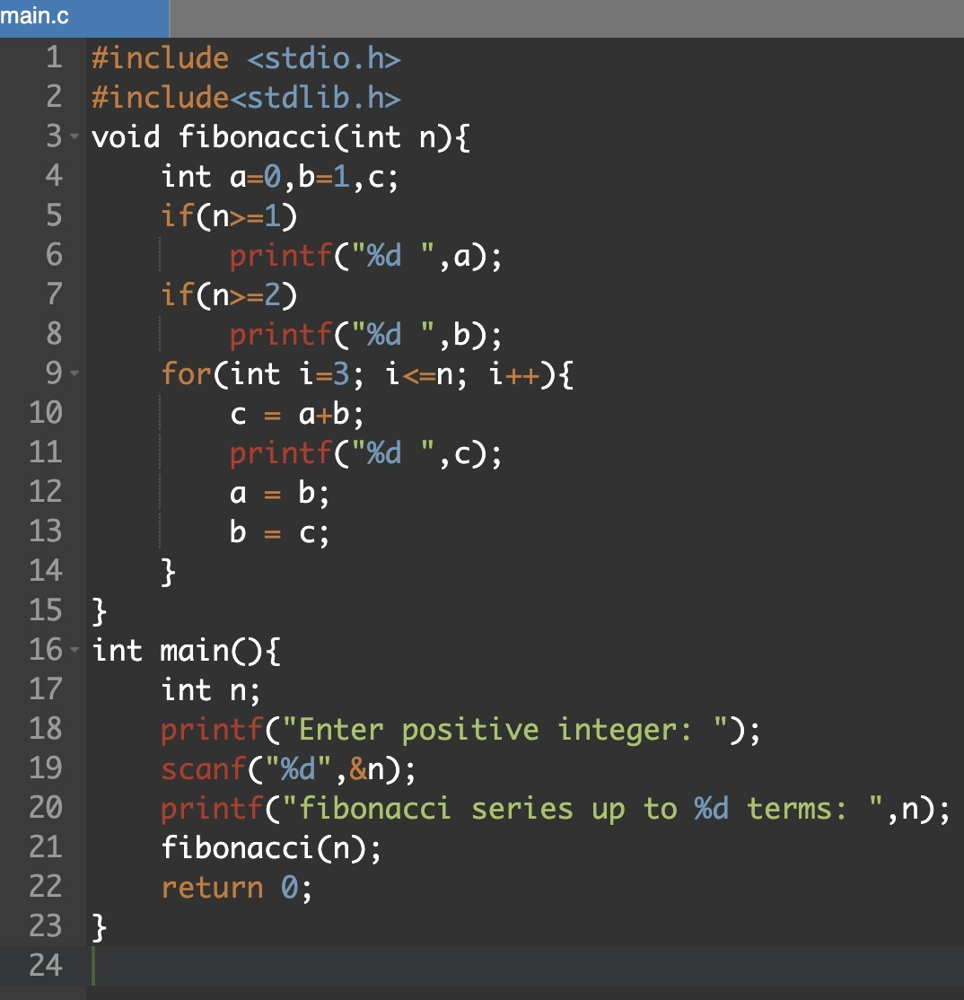 main.c
1 #include <stdio.h>
2 #include<stdlib.h>
3 void fibonacci(int n){
4     int a=0,b=1,c;
5     if(n>=1)
6         printf("%d ",a);
7     if(n>=2)
8         printf("%d ",b);
9     for(int i=3; i<=n; i++){
10         c = a+b;
11         printf("%d ",c);
12         a = b;
13         b = c;
14     }
15 }
16 int main(){
17     int n;
18     printf("Enter positive integer: ");
19     scanf("%d",&n);
20     printf("fibonacci series up to %d terms: ",n);
21     fibonacci(n);
22     return 0;
23 }
24